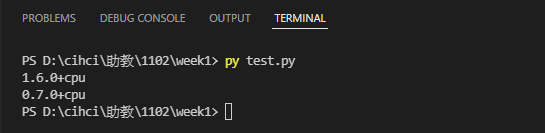 PROBLEMS DEBUG CONSOLE OUTPUT TERMINAL
PS D:\cihci\助教\1102\week1> py test.py
1.6.0+cpu
0.7.0+cpu
PS D:\cihci\助教\1102\week1>